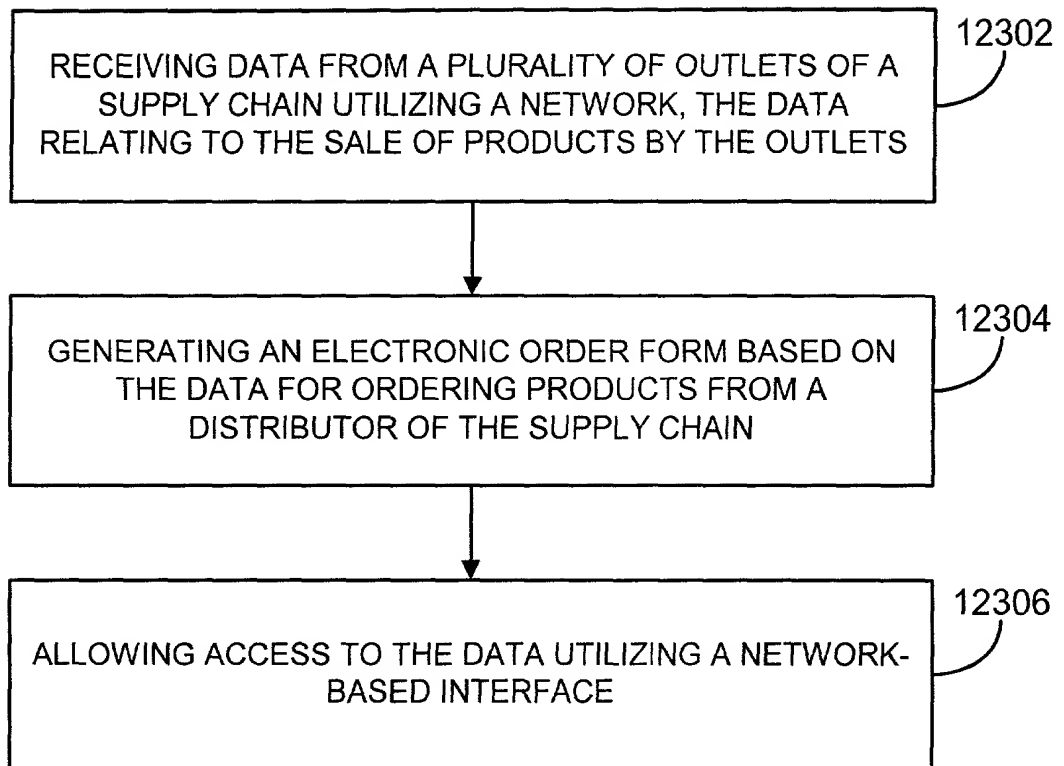 12302
RECEIVING DATA FROM A PLURALITY OF OUTLETS OF A
SUPPLY CHAIN UTILIZING A NETWORK, THE DATA
RELATING TO THE SALE OF PRODUCTS BY THE OUTLETS
12304
GENERATING AN ELECTRONIC ORDER FORM BASED ON
THE DATA FOR ORDERING PRODUCTS FROM A
DISTRIBUTOR OF THE SUPPLY CHAIN
12306
ALLOWING ACCESS TO THE DATA UTILIZING A NETWORK-
BASED INTERFACE